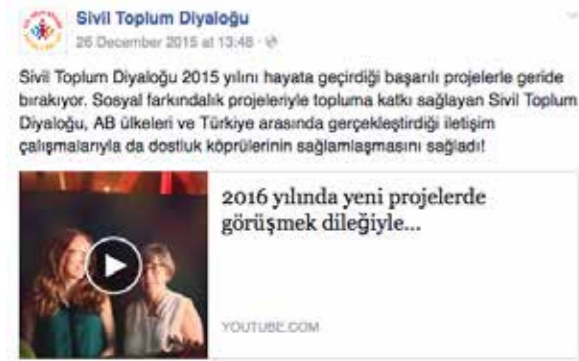 Sivil Toplum Diyaloğu
26 December 2015 at 13:48 ·
Sivil Toplum Diyaloğu 2015 yılını hayata geçirdiği başarılı projelerle geride
bırakıyor. Sosyal farkındalık projeleriyle topluma katkı sağlayan Sivil Toplum
Diyaloğu, AB ülkeleri ve Türkiye arasında gerçekleştirdiği iletişim
çalışmalarıyla da dostluk köprülerinin sağlamlaşmasını sağladı!
2016 yılında yeni projelerde
görüşmek dileğiyle...
YOUTUBE.COM